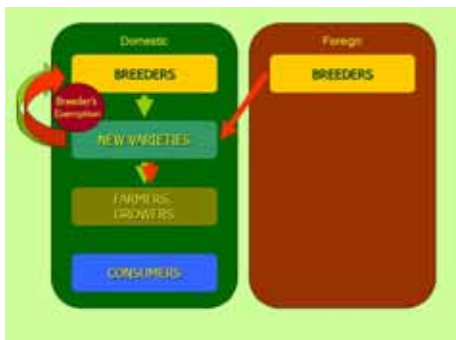 Domestic
Foreign
BREEDERS
BREEDERS
Breeder's
Exemption
NEW VARIETIES
FARMERS
GROWERS
CONSUMERS